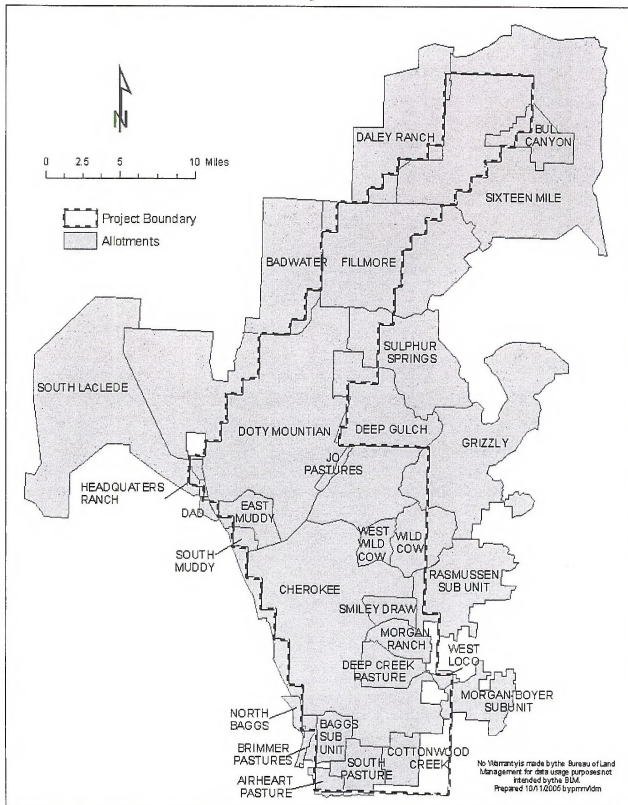 N
0 2.5 5 10 Miles
Project Boundary
Allotments
DALEY RANCH
BULL
CANYON
SIXTEEN MILE
BADWATER
FILLMORE
SULPHUR
SPRINGS
SOUTH LACLEDE
DOTY MOUNTIAN
DEEP GULCH
GRIZZLY
JO
PASTURES
HEADQUATERS
RANCH
DAD
EAST
MUDDY
SOUTH
MUDDY
WEST
WILD
COW
WILD
COW
CHEROKEE
RASMUSSEN
SUB UNIT
SMILEY DRAW
MORGAN
RANCH
WEST
LOCO
DEEP CREEK
PASTURE
MORGAN-BOYER
SUBUNIT
NORTH
BAGGS
BAGGS
SUB
UNIT
BRIMMER
PASTURES
SOUTH
PASTURE
COTTONWOOD
CREEK
AIRHEART
PASTURE
No Warranty is made by the Bureau of Land
Management for data usage purposes not
intended by the BLM.
Prepared 10/11/2005 by pmm/ldm